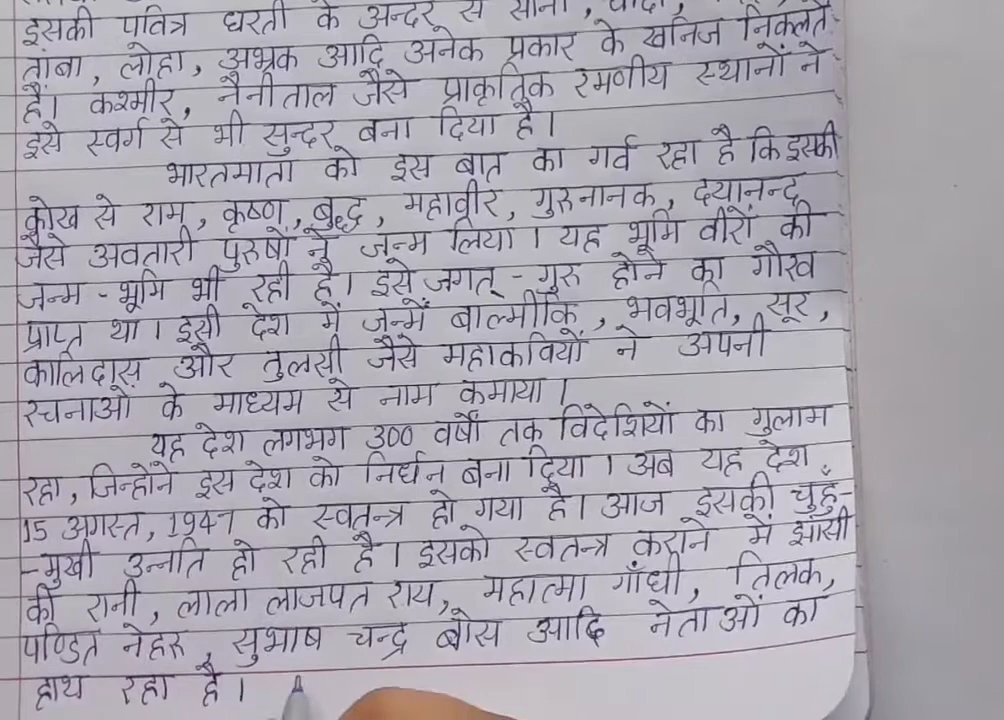 इसकी पवित्र धरती के अन्दर से सोना, चांदी,
तांबा, लोहा, अभ्रक आदि अनेक प्रकार के खनिज निकलते
हैं। कश्मीर, नैनीताल जैसे प्राकृतिक रमणीय स्थानों ने
इसे स्वर्ग से भी सुन्दर बना दिया है।
भारतमाता को इस बात का गर्व रहा है कि इसकी
कोख से राम, कृष्ण, बुद्ध, महावीर, गुरुनानक, दयानन्द
जैसे अवतारी पुरुषों ने जन्म लिया। यह भूमि वीरों की
जन्म-भूमि भी रही है। इसे जगत्-गुरु होने का गौरव
प्राप्त था। इसी देश में जन्में बाल्मीकि, भवभूति, सूर,
कालिदास और तुलसी जैसे महाकवियों ने अपनी
रचनाओं के माध्यम से नाम कमाया।
यह देश लगभग 300 वर्षों तक विदेशियों का गुलाम
रहा, जिन्होंने इस देश को निर्धन बना दिया। अब यह देश
15 अगस्त, 1947 को स्वतन्त्र हो गया है। आज इसकी चुहुँ-
-मुखी उन्नति हो रही है। इसको स्वतन्त्र कराने में झांसी
की रानी, लाला लाजपत राय, महात्मा गाँधी, तिलक,
पण्डित नेहरू, सुभाष चन्द्र बोस आदि नेताओं का
हाथ रहा है।